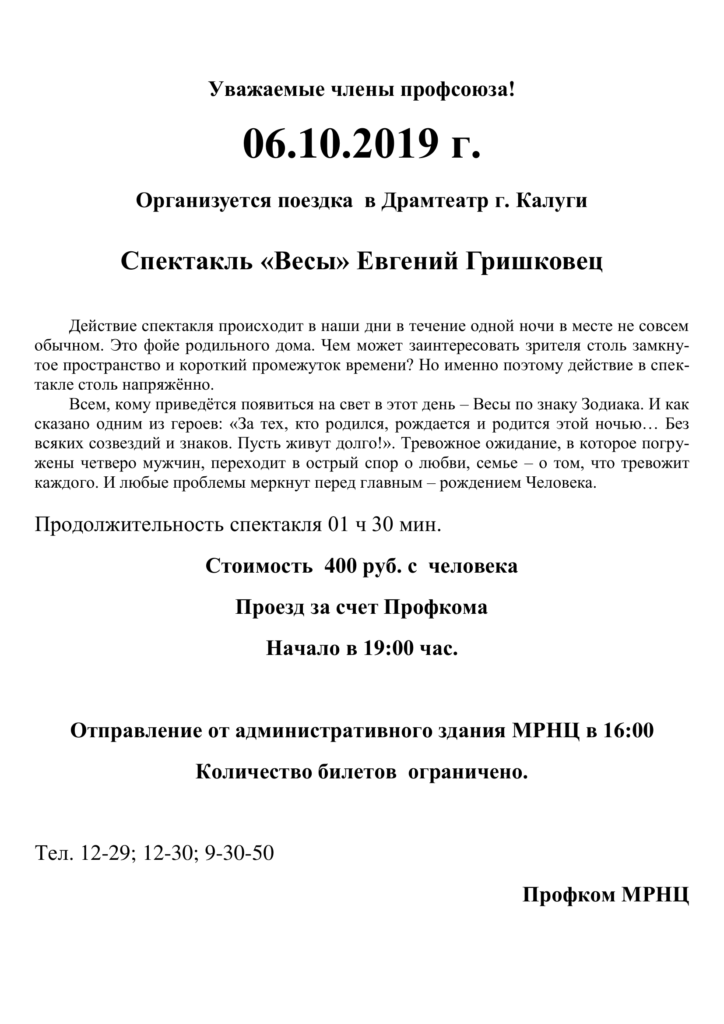 Уважаемые члены профсоюза!
06.10.2019 г.
Организуется поездка в Драмтеатр г. Калуги
Спектакль «Весы» Евгений Гришковец
Действие спектакля происходит в наши дни в течение одной ночи в месте не совсем
обычном. Это фойе родильного дома. Чем может заинтересовать зрителя столь замкну-
тое пространство и короткий промежуток времени? Но именно поэтому действие в спек-
такле столь напряжённо.
Всем, кому приведётся появиться на свет в этот день – Весы по знаку Зодиака. И как
сказано одним из героев: «За тех, кто родился, рождается и родится этой ночью… Без
всяких созвездий и знаков. Пусть живут долго!». Тревожное ожидание, в которое погру-
жены четверо мужчин, переходит в острый спор о любви, семье – о том, что тревожит
каждого. И любые проблемы меркнут перед главным – рождением Человека.
Продолжительность спектакля 01 ч 30 мин.
Стоимость 400 руб. с человека
Проезд за счет Профкома
Начало в 19:00 час.
Отправление от административного здания МРНЦ в 16:00
Количество билетов ограничено.
Тел. 12-29; 12-30; 9-30-50
Профком МРНЦ